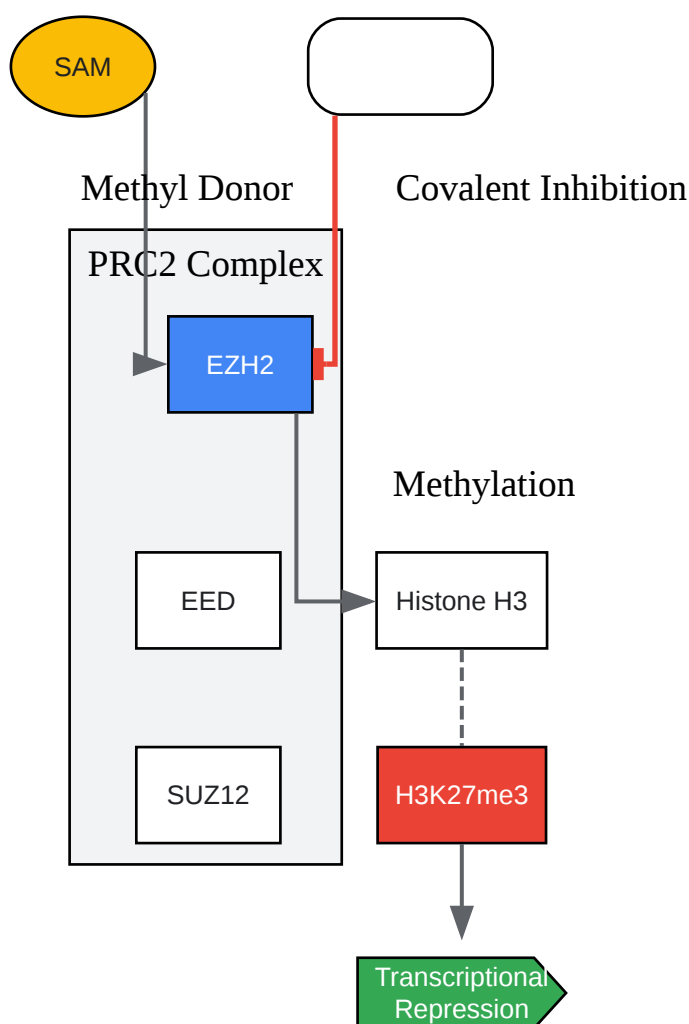 SAM
Methyl Donor
Covalent Inhibition
PRC2 Complex
EZH2
Methylation
EED
Histone H3
SUZ12
H3K27me3
Transcriptional
Repression